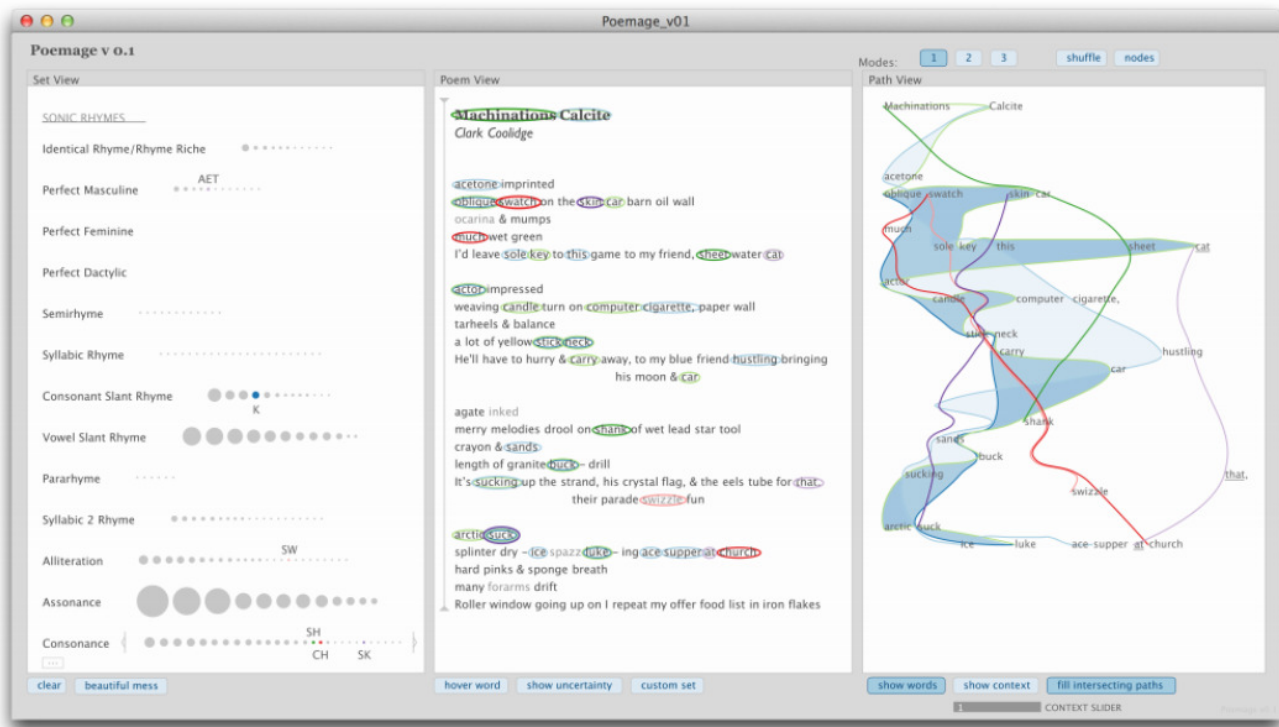 Poemage_v01
Poemage v 0.1
Modes: 1 2 3 shuffle nodes
Set View
SONIC RHYMES
Identical Rhyme/Rhyme Riche
AET
Perfect Masculine
Perfect Feminine
Perfect Dactylic
Semirhyme
Syllabic Rhyme
Consonant Slant Rhyme
K
Vowel Slant Rhyme
Pararhyme
Syllabic 2 Rhyme
SW
Alliteration
Assonance
SH
Consonance
CH SK
...
clear beautiful mess
Poem View
Machinations Calcite
Clark Coolidge
acetone imprinted
oblique swatch on the skin car barn oil wall
ocarina & mumps
much wet green
I'd leave sole key to this game to my friend, sheet water cat
actor impressed
weaving candle turn on computer cigarette, paper wall
tarheels & balance
a lot of yellow stick neck
He'll have to hurry & carry away, to my blue friend hustling bringing
his moon & car
agate inked
merry melodies drool on shank of wet lead star tool
crayon & sands
length of granite buck – drill
It's sucking up the strand, his crystal flag, & the eels tube for that,
their parade swizzle fun
arctic suck
splinter dry – ice spazz luke – ing ace supper at church
hard pinks & sponge breath
many forarms drift
Roller window going up on I repeat my offer food list in iron flakes
hover word show uncertainty custom set
Path View
Machinations Calcite
acetone
oblique swatch skin car
much
sole key this sheet cat
actor
candle computer cigarette,
stick neck
carry hustling
car
shank
sands
buck
sucking that,
swizzle
arctic suck
ice luke ace supper at church
show words show context fill intersecting paths
1 CONTEXT SLIDER
Poemage v0.1